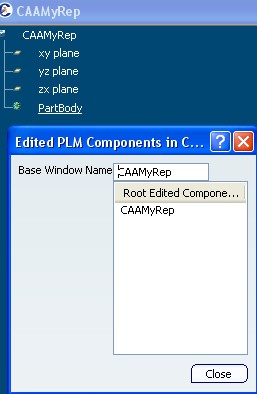 CAAMyRep
CAAMyRep
xy plane
yz plane
zx plane
PartBody
Edited PLM Components in C...
Base Window Name CAAMyRep
Root Edited Compone...
CAAMyRep
Close